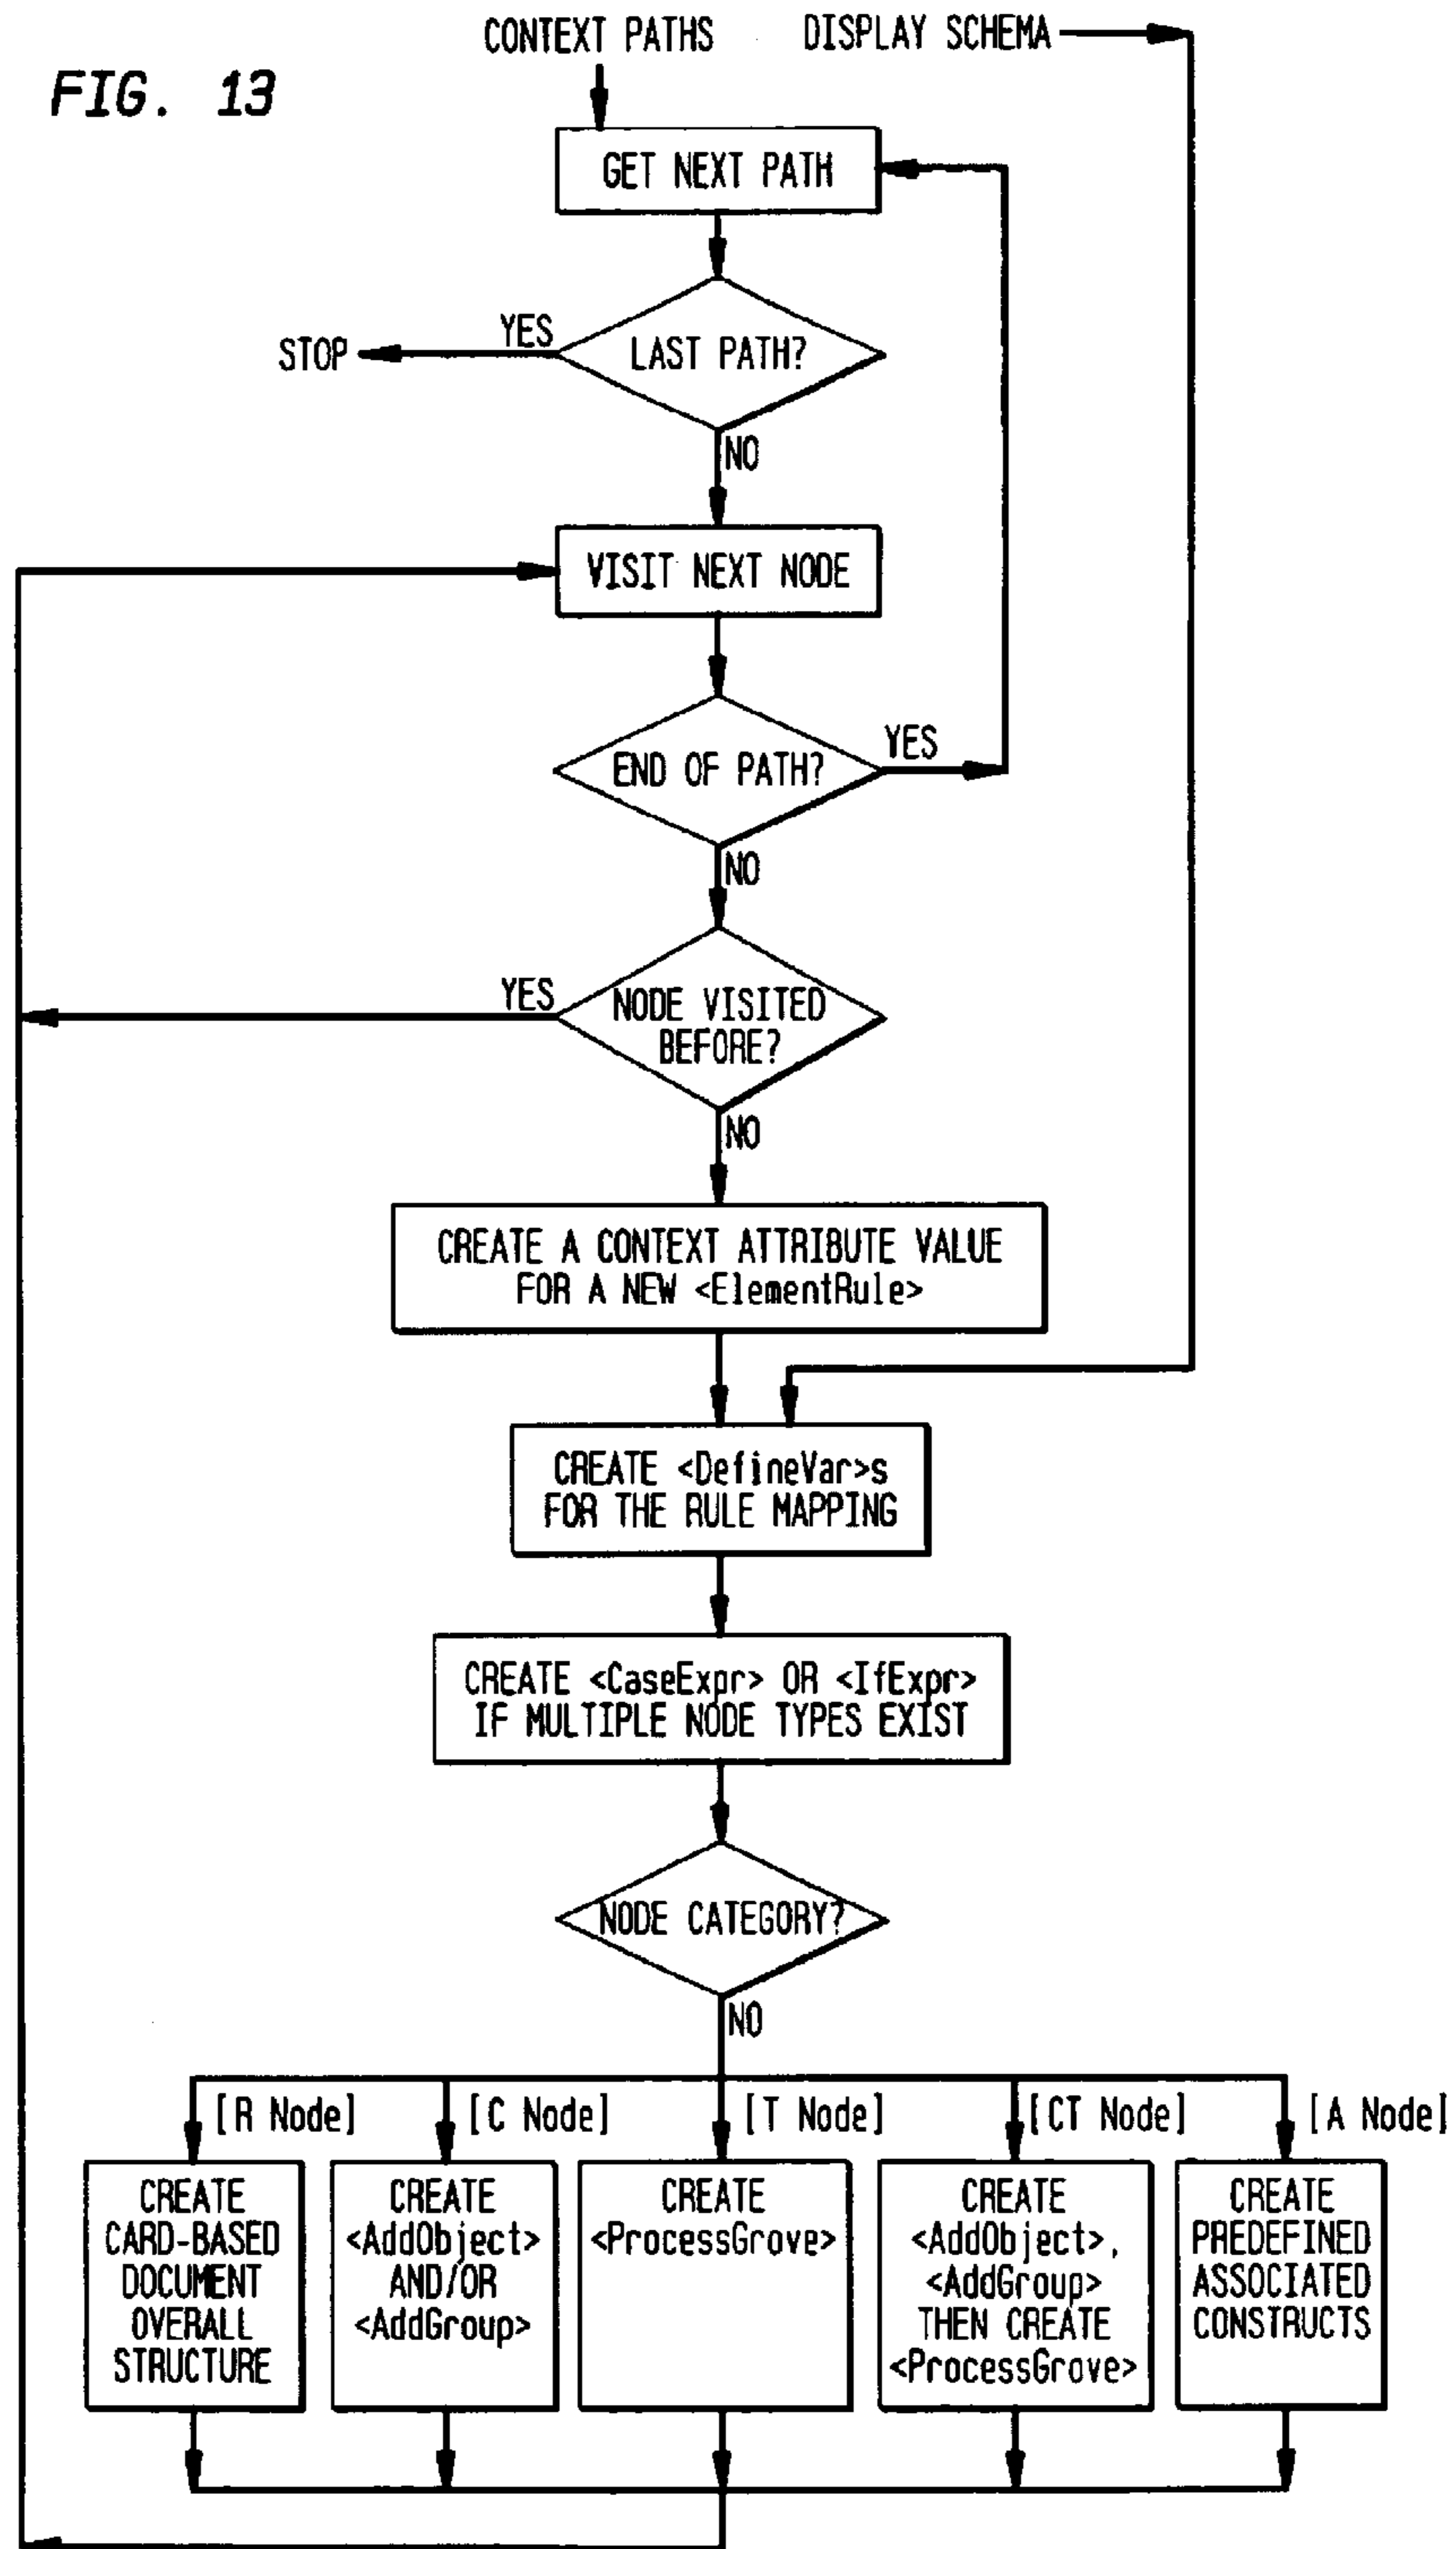 CONTEXT PATHS
DISPLAY SCHEMA
FIG. 13
GET NEXT PATH
LAST PATH?
YES
STOP
NO
VISIT NEXT NODE
END OF PATH?
YES
NO
NODE VISITED
BEFORE?
YES
NO
CREATE A CONTEXT ATTRIBUTE VALUE
FOR A NEW <ElementRule>
CREATE <DefineVar>s
FOR THE RULE MAPPING
CREATE <CaseExpr> OR <IfExpr>
IF MULTIPLE NODE TYPES EXIST
NODE CATEGORY?
NO
[R Node]
CREATE
CARD-BASED
DOCUMENT
OVERALL
STRUCTURE
[C Node]
CREATE
<AddObject>
AND/OR
<AddGroup>
[T Node]
CREATE
<ProcessGrove>
[CT Node]
CREATE
<AddObject>,
<AddGroup>
THEN CREATE
<ProcessGrove>
[A Node]
CREATE
PREDEFINED
ASSOCIATED
CONSTRUCTS